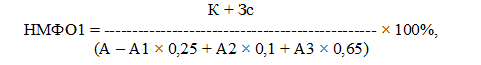 К + Зс
НМФО1 = -------------------------------------------------- × 100%,
(А – А1 × 0,25 + А2 × 0,1 + А3 × 0,65)